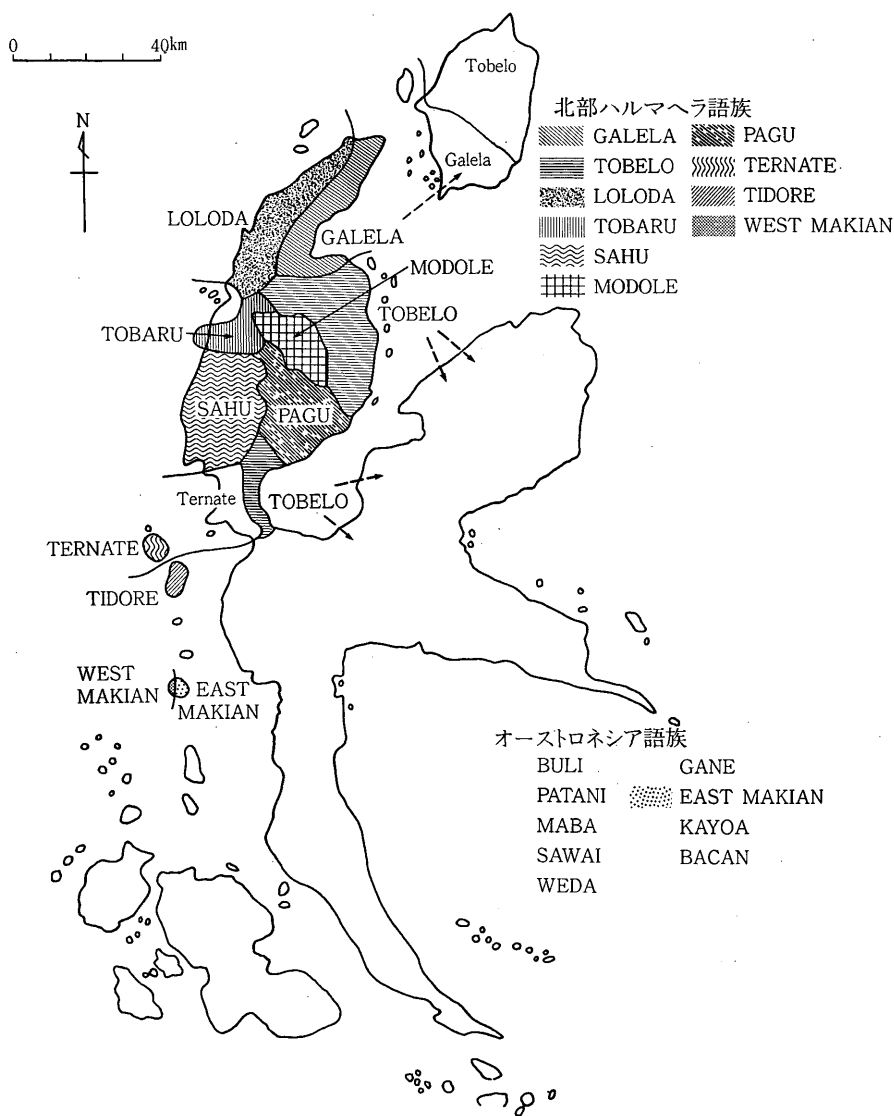 0 40km
N
Tobelo
Galela
北部ハルマヘラ語族
GALELA PAGU
TOBELO TERNATE
LOLODA TIDORE
TOBARU WEST MAKIAN
SAHU
MODOLE
LOLODA
GALELA
MODOLE
TOBELO
TOBARU
SAHU
PAGU
Ternate
TOBELO
TERNATE
TIDORE
WEST
MAKIAN
EAST
MAKIAN
オーストロネシア語族
BULI GANE
PATANI EAST MAKIAN
MABA KAYOA
SAWAI BACAN
WEDA